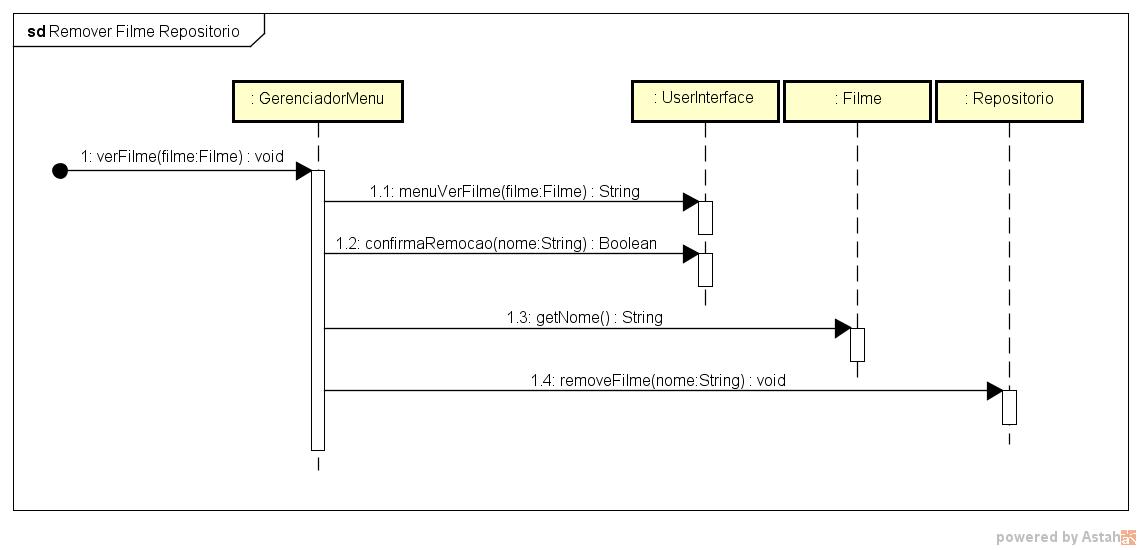 sd Remover Filme Repositorio
: GerenciadorMenu
: UserInterface
: Filme
: Repositorio
1: verFilme(filme:Filme) : void
1.1: menuVerFilme(filme:Filme) : String
1.2: confirmaRemocao(nome:String) : Boolean
1.3: getNome() : String
1.4: removeFilme(nome:String) : void
powered by Astah